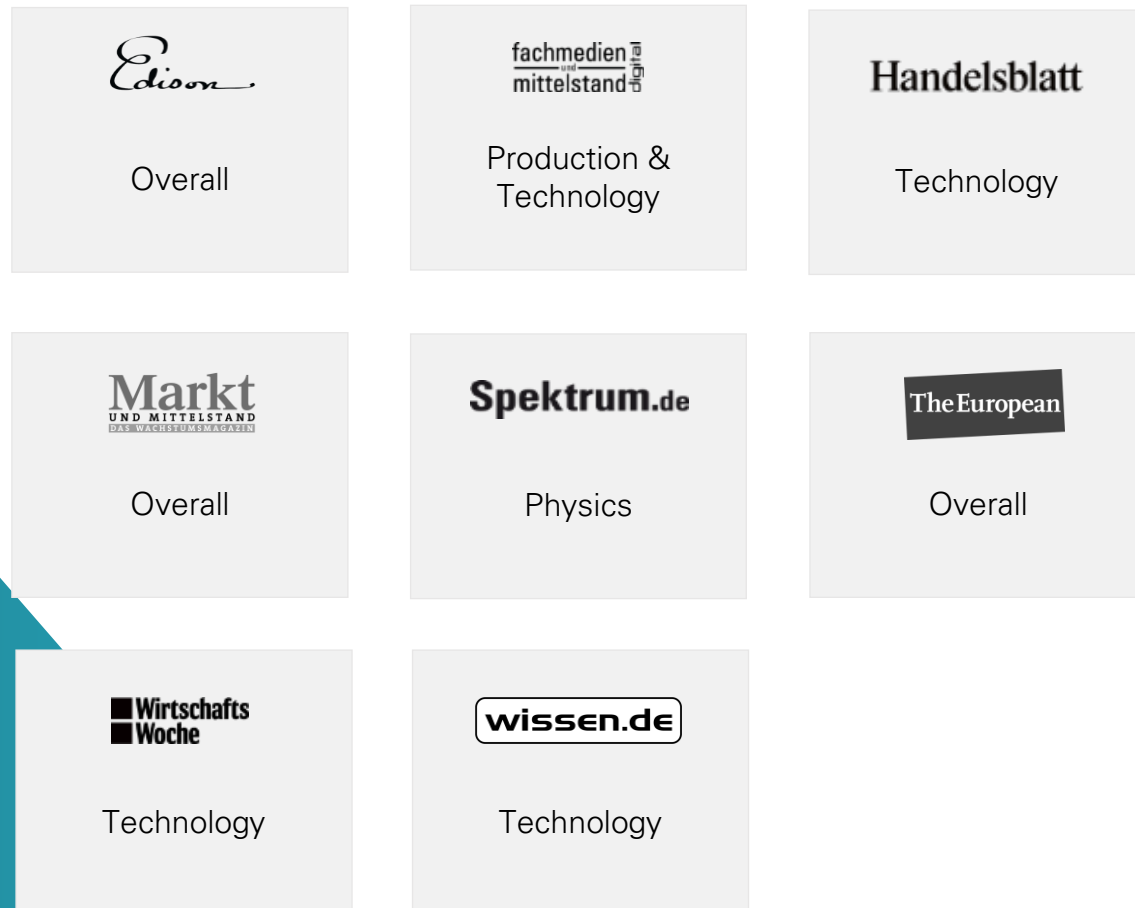 Edison
Overall
fachmedien
und
mittelstand
digital
Production &
Technology
Handelsblatt
Technology
Markt
UND MITTELSTAND
DAS WACHSTUMSMAGAZIN
Overall
Spektrum.de
Physics
The European
Overall
Wirtschafts
Woche
Technology
wissen.de
Technology